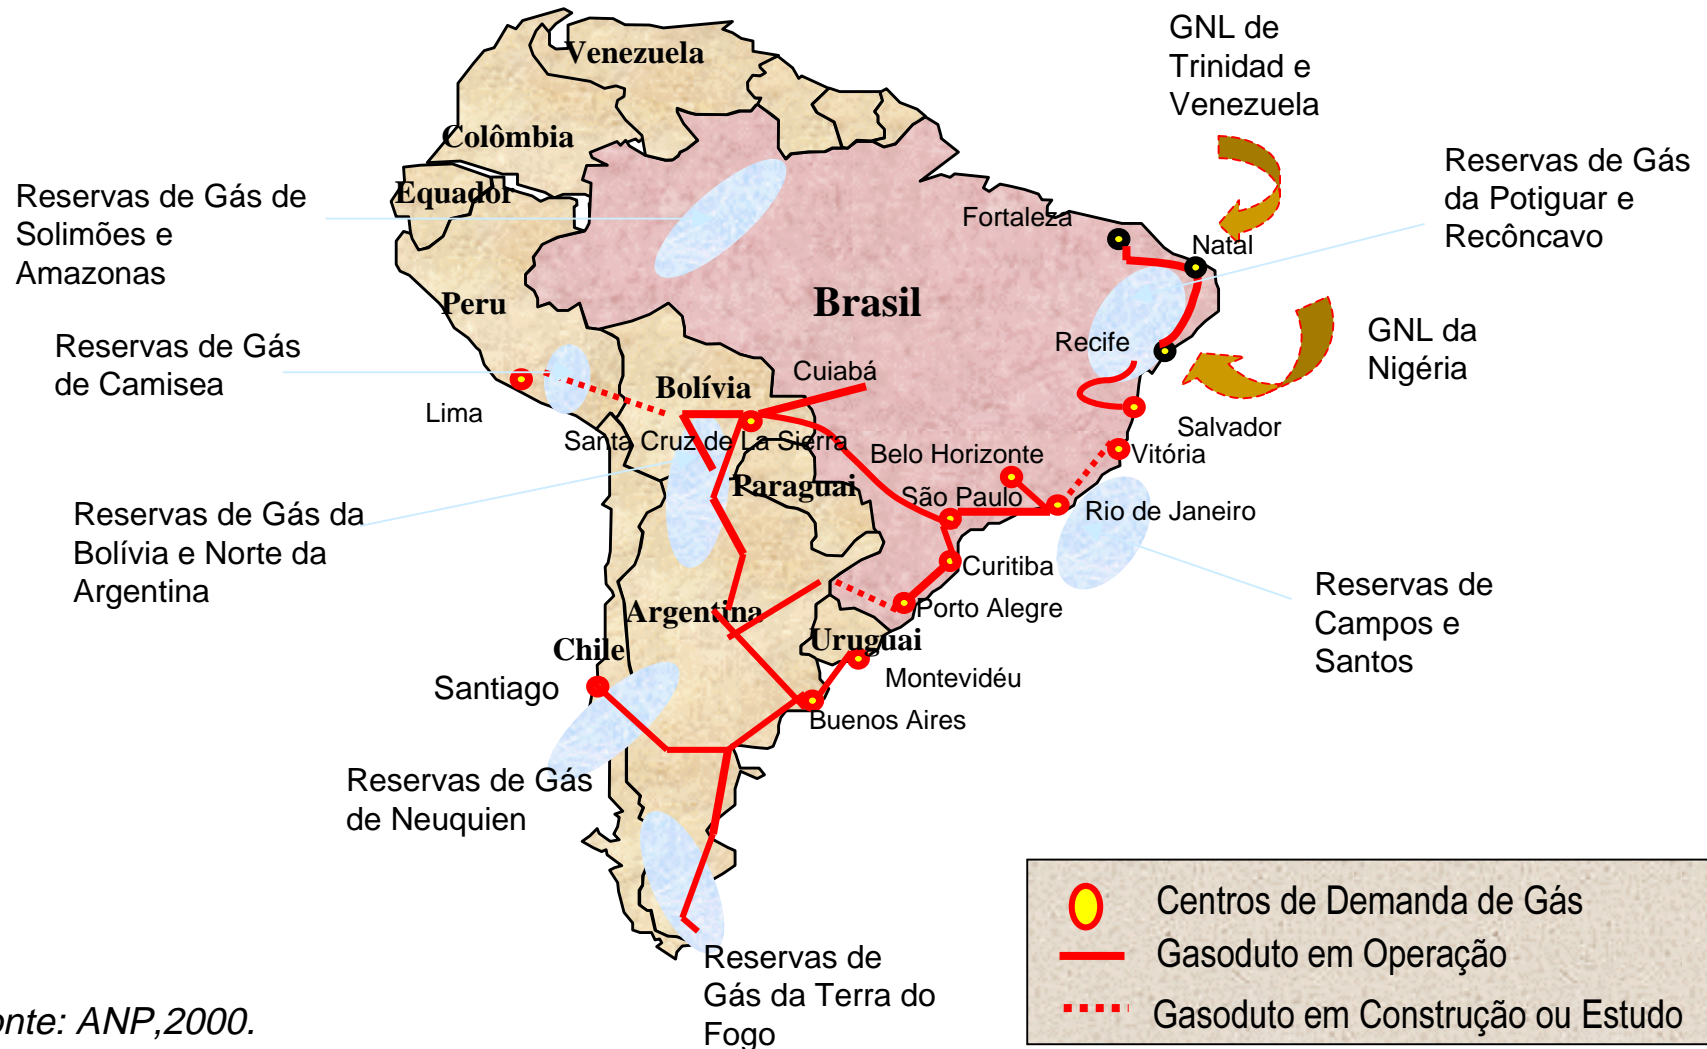 GNL de
Trinidad e
Venezuela
Venezuela
Colômbia
Equador
Reservas de Gás de
Solimões e
Amazonas
Reservas de Gás
da Potiguar e
Recôncavo
Fortaleza
Natal
Peru
Brasil
Recife
GNL da
Nigéria
Reservas de Gás
de Camisea
Lima
Bolívia
Cuiabá
Santa Cruz de La Sierra
Salvador
Belo Horizonte
Vitória
Paraguai
São Paulo
Rio de Janeiro
Reservas de Gás da
Bolívia e Norte da
Argentina
Curitiba
Porto Alegre
Reservas de
Campos e
Santos
Argentina
Uruguai
Chile
Santiago
Montevidéu
Buenos Aires
Reservas de Gás
de Neuquien
Reservas de
Gás da Terra do
Fogo
Centros de Demanda de Gás
Gasoduto em Operação
Gasoduto em Construção ou Estudo
onte: ANP,2000.